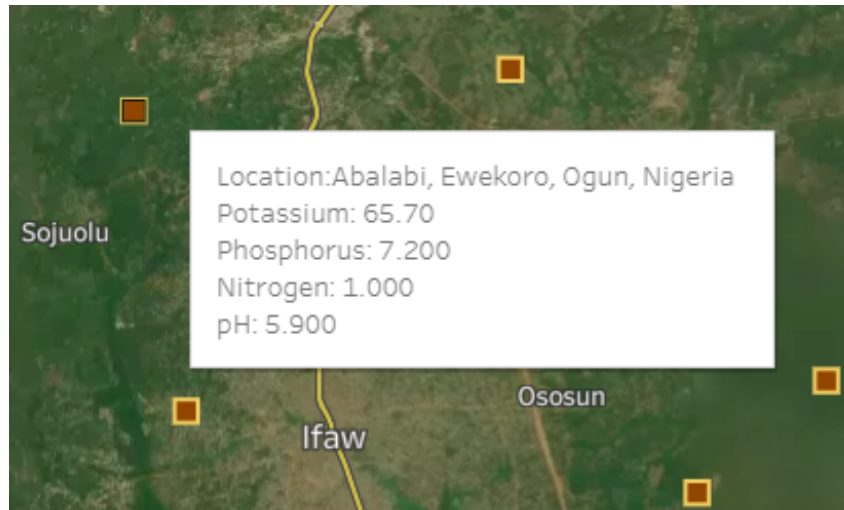 Location:Abalabi, Ewekoro, Ogun, Nigeria
Potassium: 65.70
Phosphorus: 7.200
Nitrogen: 1.000
pH: 5.900
Sojuolu
Ososun
Ifaw